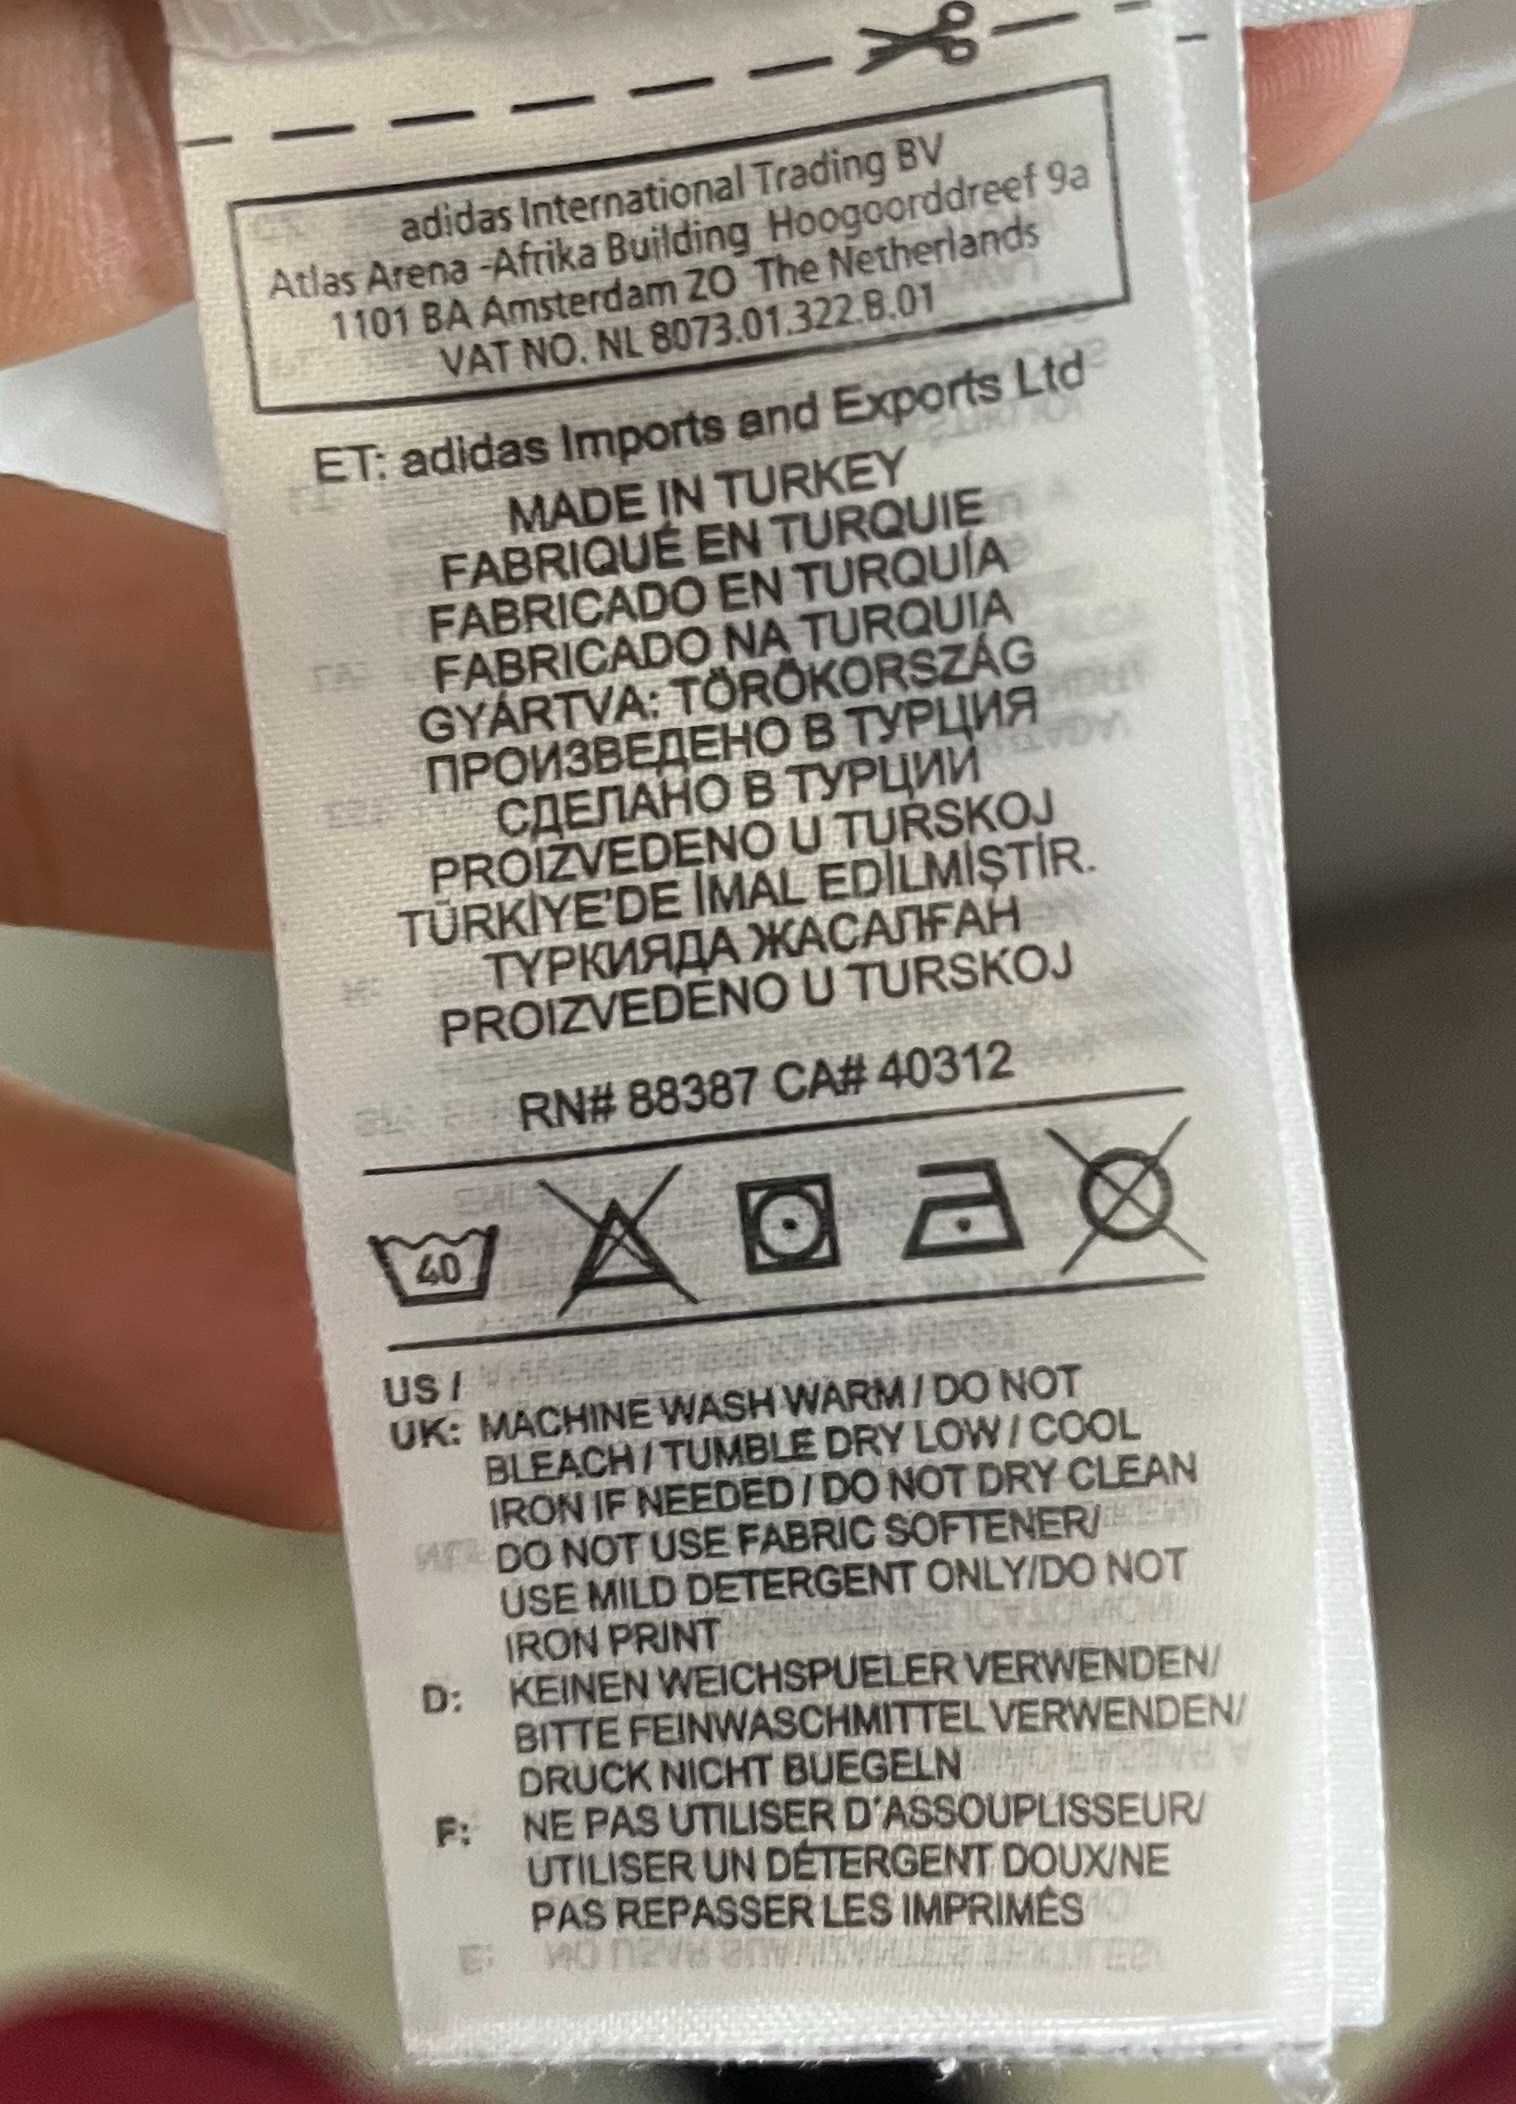 adidas International Trading BV
Atlas Arena -Afrika Building Hoogoorddreef 9a
1101 BA Amsterdam ZO The Netherlands
VAT NO. NL 8073.01.322.B.01
ET: adidas Imports and Exports Ltd
MADE IN TURKEY
FABRIQUÉ EN TURQUIE
FABRICADO EN TURQUÍA
FABRICADO NA TURQUIA
GYÁRTVA: TÖRÖKORSZÁG
ПРОИЗВЕДЕНО В ТУРЦИЯ
СДЕЛАНО В ТУРЦИИ
PROIZVEDENO U TURSKOJ
TÜRKİYE'DE İMAL EDİLMİŞTİR.
ТҮРКИЯДА ЖАСАЛҒАН
PROIZVEDENO U TURSKOJ
RN# 88387 CA# 40312
40
US /
UK: MACHINE WASH WARM / DO NOT
BLEACH / TUMBLE DRY LOW / COOL
IRON IF NEEDED / DO NOT DRY CLEAN
DO NOT USE FABRIC SOFTENER/
USE MILD DETERGENT ONLY/DO NOT
IRON PRINT
D: KEINEN WEICHSPUELER VERWENDEN/
BITTE FEINWASCHMITTEL VERWENDEN/
DRUCK NICHT BUEGELN
F: NE PAS UTILISER D'ASSOUPLISSEUR/
UTILISER UN DÉTERGENT DOUX/NE
PAS REPASSER LES IMPRIMÉS
E: NO USAR